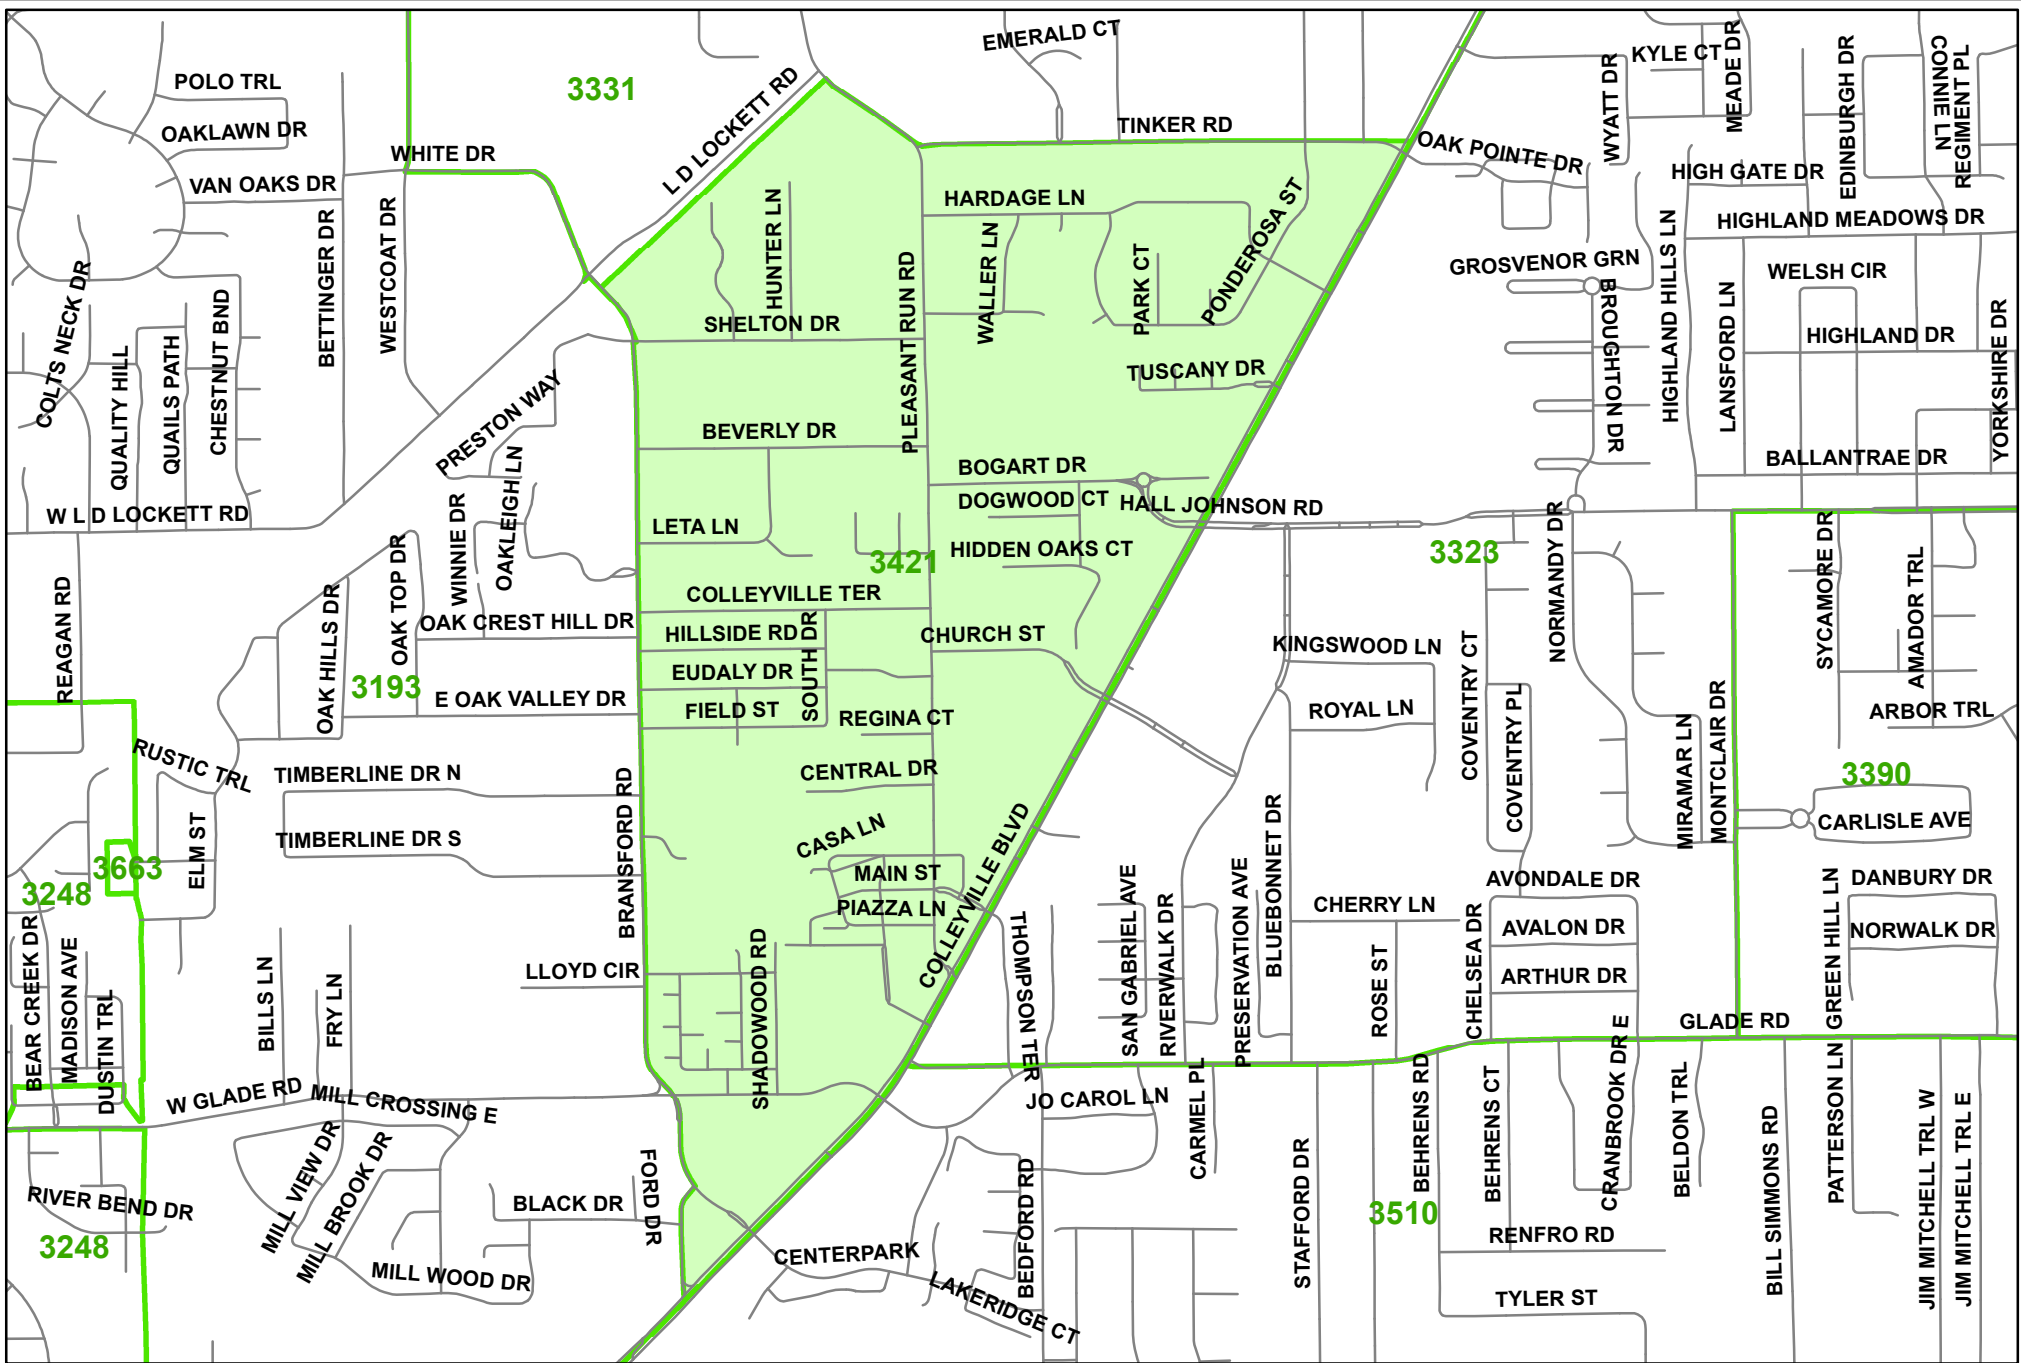 EMERALD CT
KYLE CT
MEADE DR
EDINBURGH DR
CONNIE LN
REGIMENT PL
POLO TRL
3331
L D LOCKETT RD
WYATT DR
OAKLAWN DR
TINKER RD
OAK POINTE DR
WHITE DR
VAN OAKS DR
HIGH GATE DR
HARDAGE LN
HUNTER LN
PONDEROSA ST
HIGHLAND MEADOWS DR
BETTINGER DR
WESTCOAT DR
WALLER LN
PARK CT
GROSVENOR GRN
WELSH CIR
COLTS NECK DR
CHESTNUT BND
PLEASANT RUN RD
BROUGHTON DR
HIGHLAND HILLS LN
LANSFORD LN
SHELTON DR
HIGHLAND DR
YORKSHIRE DR
QUALITY HILL
QUAILS PATH
TUSCANY DR
PRESTON WAY
BEVERLY DR
BOGART DR
BALLANTRAE DR
DOGWOOD CT
HALL JOHNSON RD
W L D LOCKETT RD
OAKLEIGH LN
WINNIE DR
LETA LN
HIDDEN OAKS CT
3421
3323
NORMANDY DR
SYCAMORE DR
AMADOR TRL
OAK TOP DR
REAGAN RD
OAK HILLS DR
COLLEYVILLE TER
OAK CREST HILL DR
HILLSIDE RD
SOUTH DR
CHURCH ST
KINGSWOOD LN
EUDALY DR
3193
E OAK VALLEY DR
FIELD ST
REGINA CT
ROYAL LN
COVENTRY CT
COVENTRY PL
MIRAMAR LN
MONTCLAIR DR
ARBOR TRL
RUSTIC TRL
TIMBERLINE DR N
CENTRAL DR
3390
TIMBERLINE DR S
ELM ST
BRANSFORD RD
CASA LN
COLLEYVILLE BLVD
BLUEBONNET DR
CARLISLE AVE
3663
3248
MAIN ST
PIAZZA LN
AVONDALE DR
DANBURY DR
CHERRY LN
AVALON DR
NORWALK DR
GREEN HILL LN
BEAR CREEK DR
MADISON AVE
DUSTIN TRL
BILLS LN
FRY LN
LLOYD CIR
SHADOWOOD RD
THOMPSON TER
SAN GABRIEL AVE
RIVERWALK DR
PRESERVATION AVE
ROSE ST
CHELSEA DR
ARTHUR DR
GLADE RD
W GLADE RD
MILL CROSSING E
JO CAROL LN
CARMEL PL
BEHRENS RD
BEHRENS CT
CRANBROOK DR E
BELDON TRL
PATTERSON LN
BILL SIMMONS RD
JIM MITCHELL TRL W
JIM MITCHELL TRL E
MILL VIEW DR
MILL BROOK DR
RIVER BEND DR
BLACK DR
FORD DR
BEDFORD RD
STAFFORD DR
3510
3248
RENFRO RD
MILL WOOD DR
CENTERPARK
LAKERIDGE CT
TYLER ST